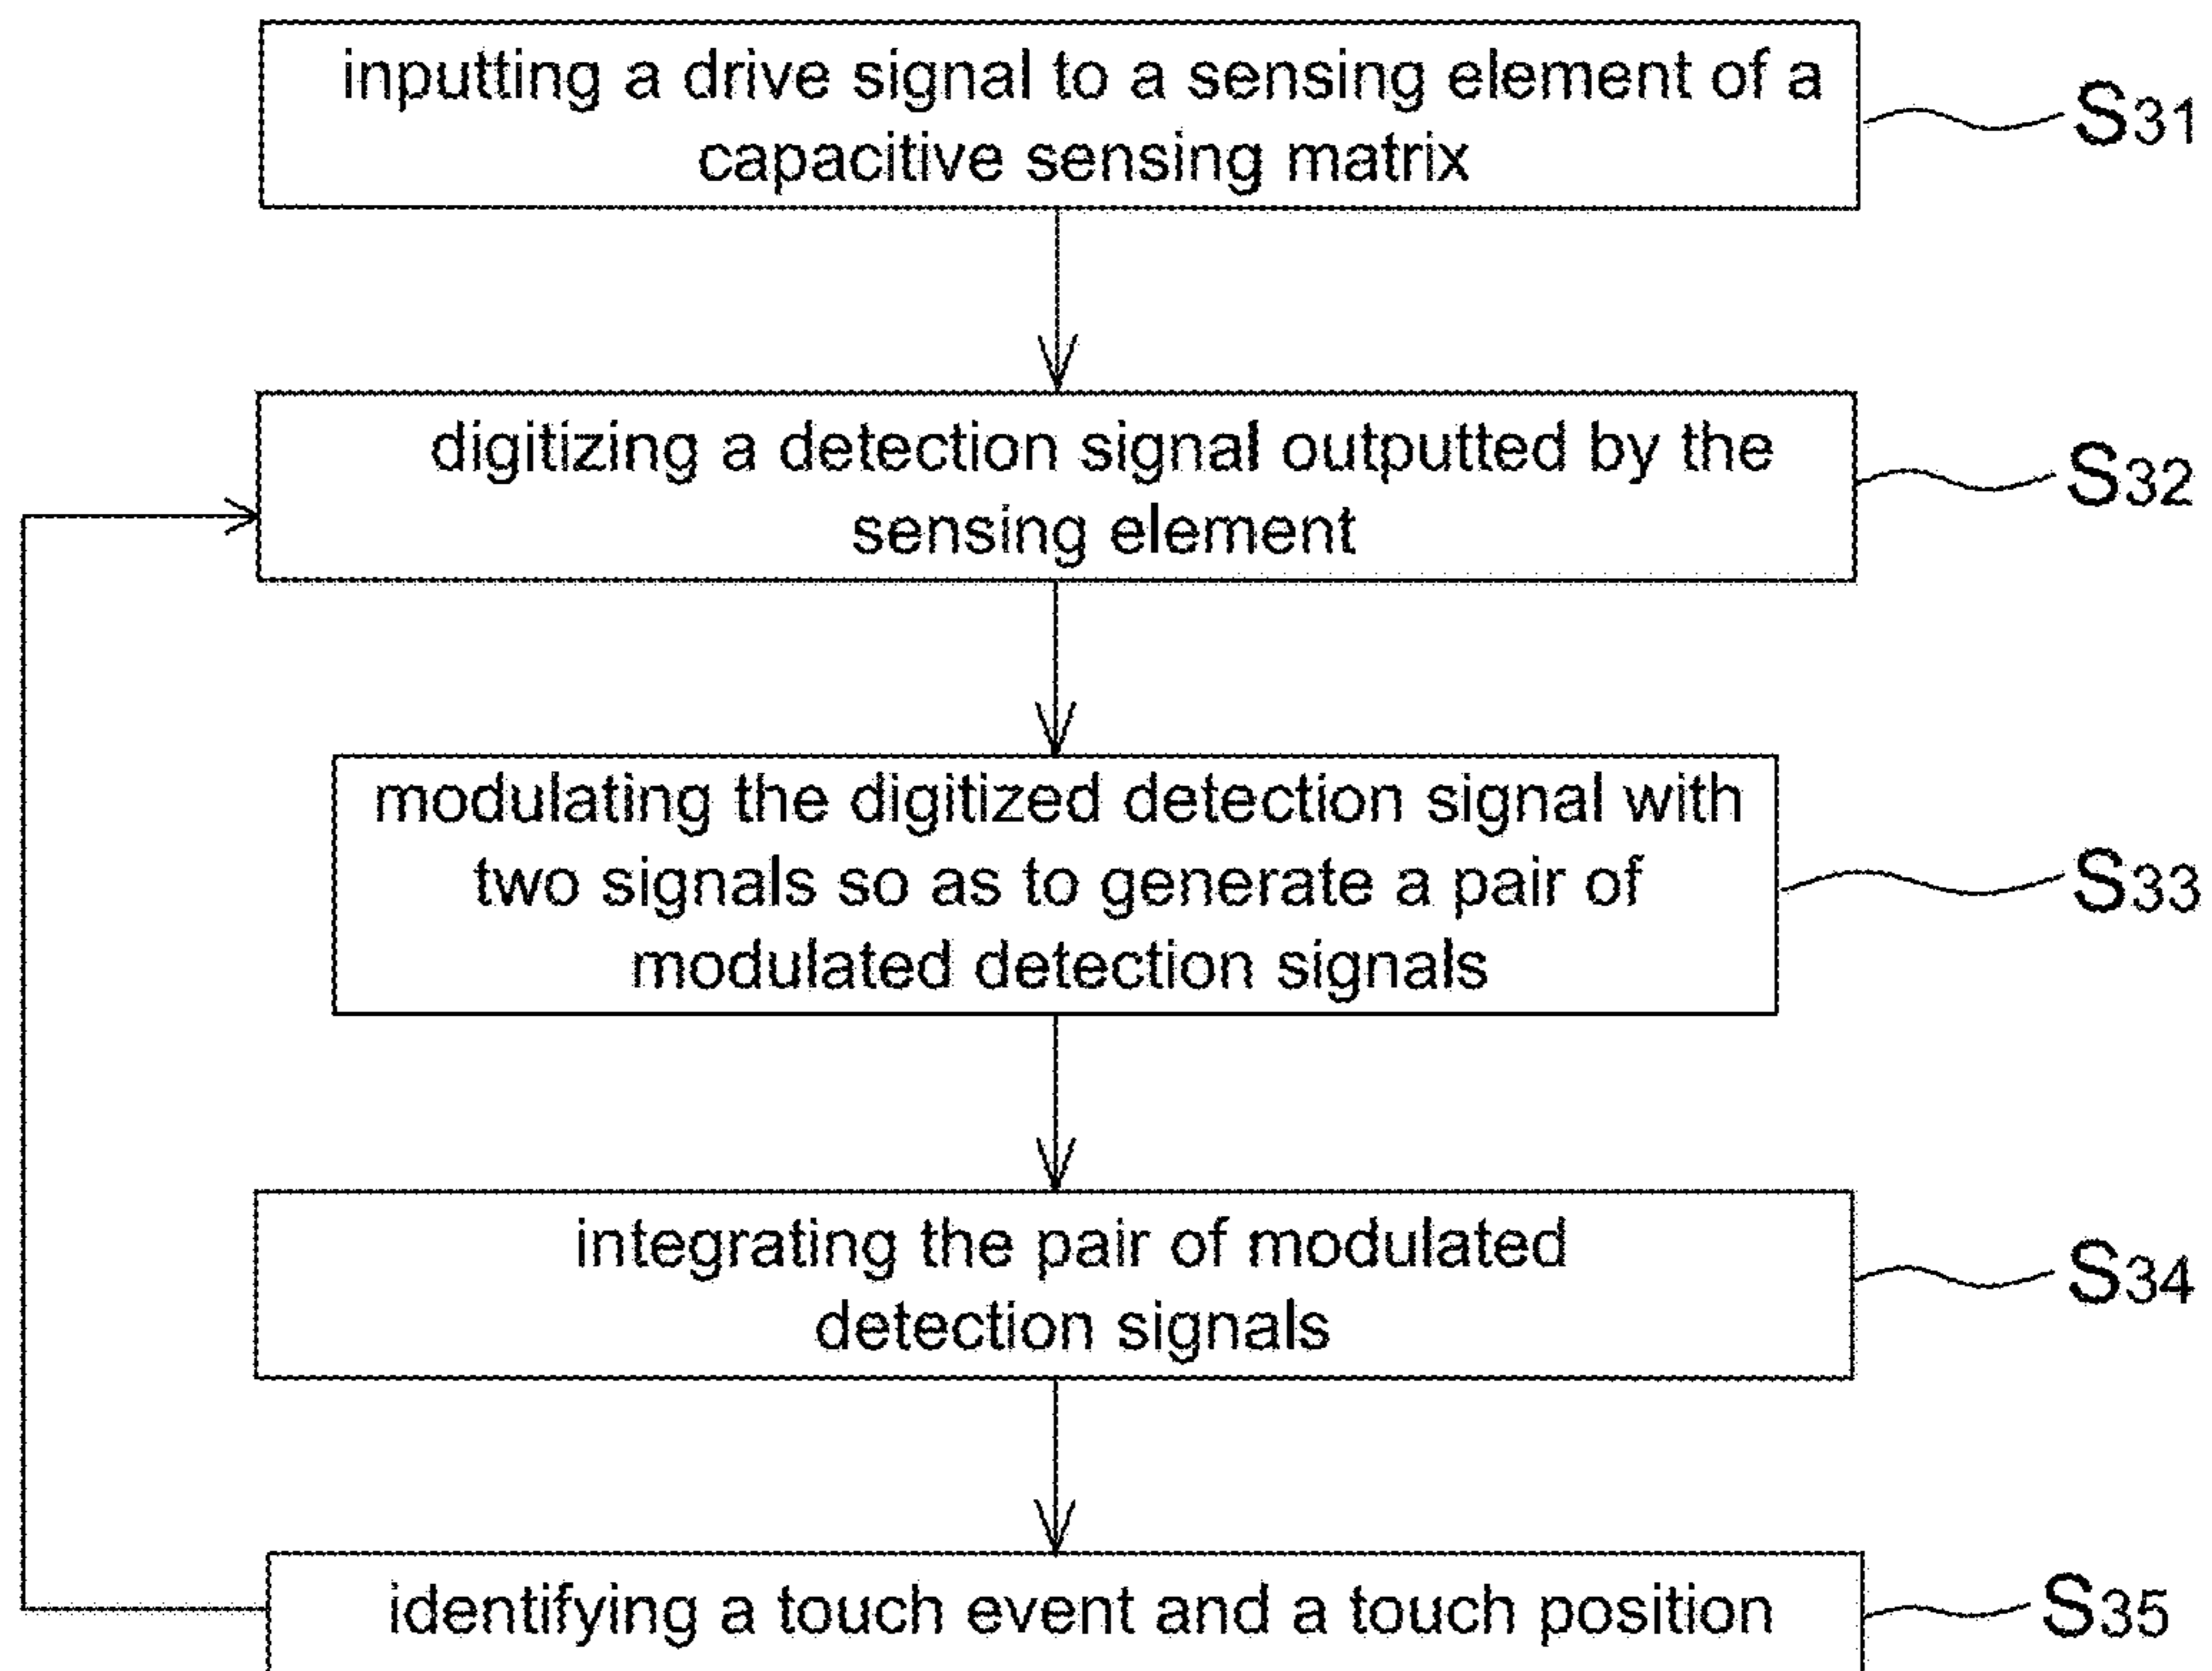 inputting a drive signal to a sensing element of a
capacitive sensing matrix
S31
digitizing a detection signal outputted by the
sensing element
S32
modulating the digitized detection signal with
two signals so as to generate a pair of
modulated detection signals
S33
integrating the pair of modulated
detection signals
S34
identifying a touch event and a touch position
S35